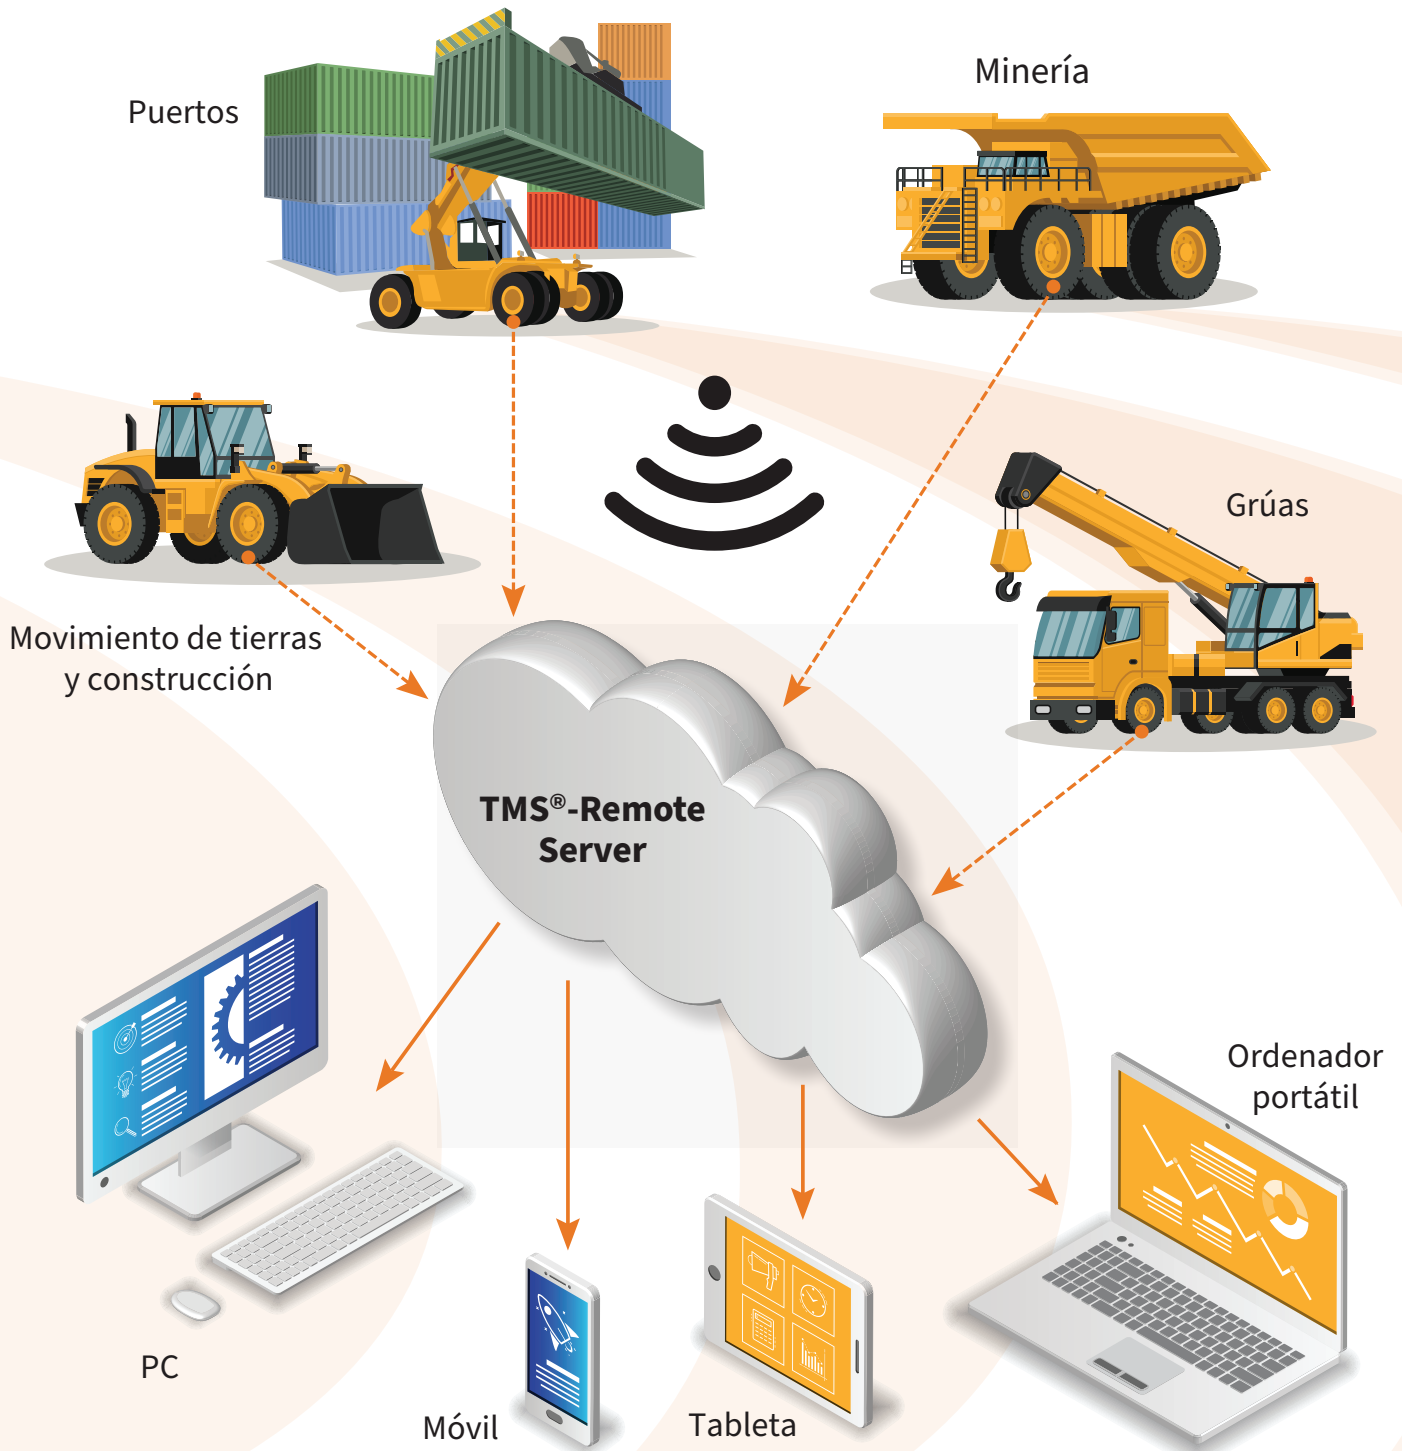 Puertos
Minería
Grúas
Movimiento de tierras
y construcción
TMS®-Remote
Server
Ordenador
portátil
PC
Móvil
Tableta